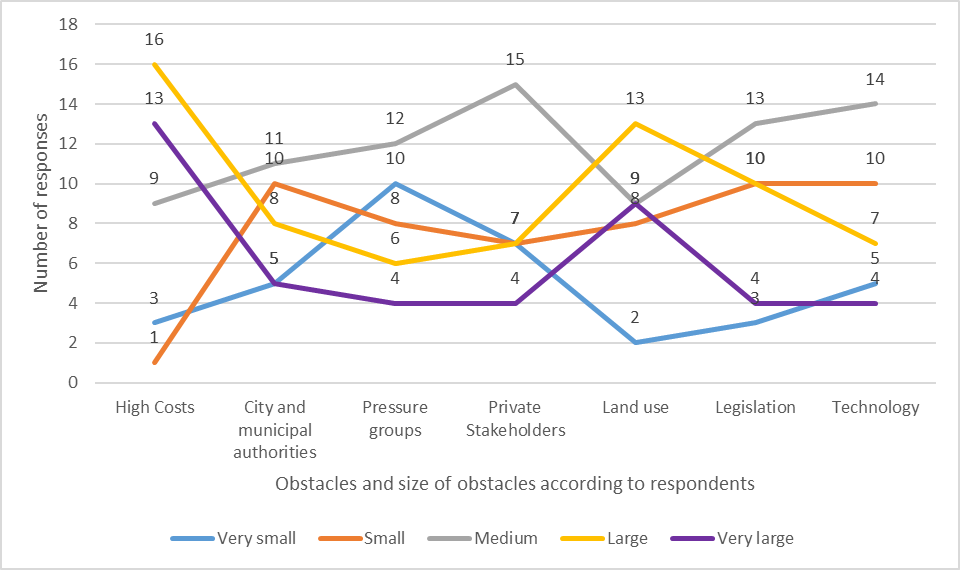 18
16
14
12
10
8
6
4
2
0
Number of responses
16
13
9
3
1
11
10
8
5
12
10
8
6
4
15
7
4
13
9
8
2
13
10
4
3
14
10
7
5
4
High Costs
City and
municipal
authorities
Pressure
groups
Private
Stakeholders
Land use
Legislation
Technology
Obstacles and size of obstacles according to respondents
Very small
Small
Medium
Large
Very large